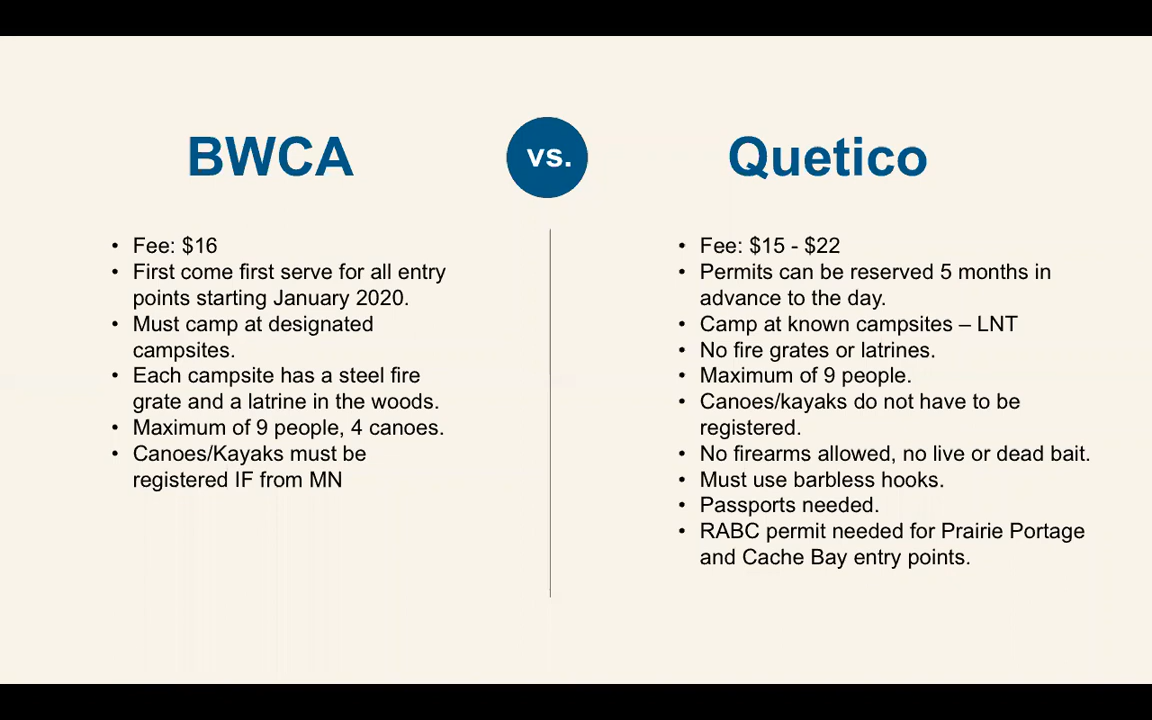 BWCA
vs.
Quetico
• Fee: $16
• First come first serve for all entry
points starting January 2020.
• Must camp at designated
campsites.
• Each campsite has a steel fire
grate and a latrine in the woods.
• Maximum of 9 people, 4 canoes.
• Canoes/Kayaks must be
registered IF from MN
• Fee: $15 - $22
• Permits can be reserved 5 months in
advance to the day.
• Camp at known campsites – LNT
• No fire grates or latrines.
• Maximum of 9 people.
• Canoes/kayaks do not have to be
registered.
• No firearms allowed, no live or dead bait.
• Must use barbless hooks.
• Passports needed.
• RABC permit needed for Prairie Portage
and Cache Bay entry points.